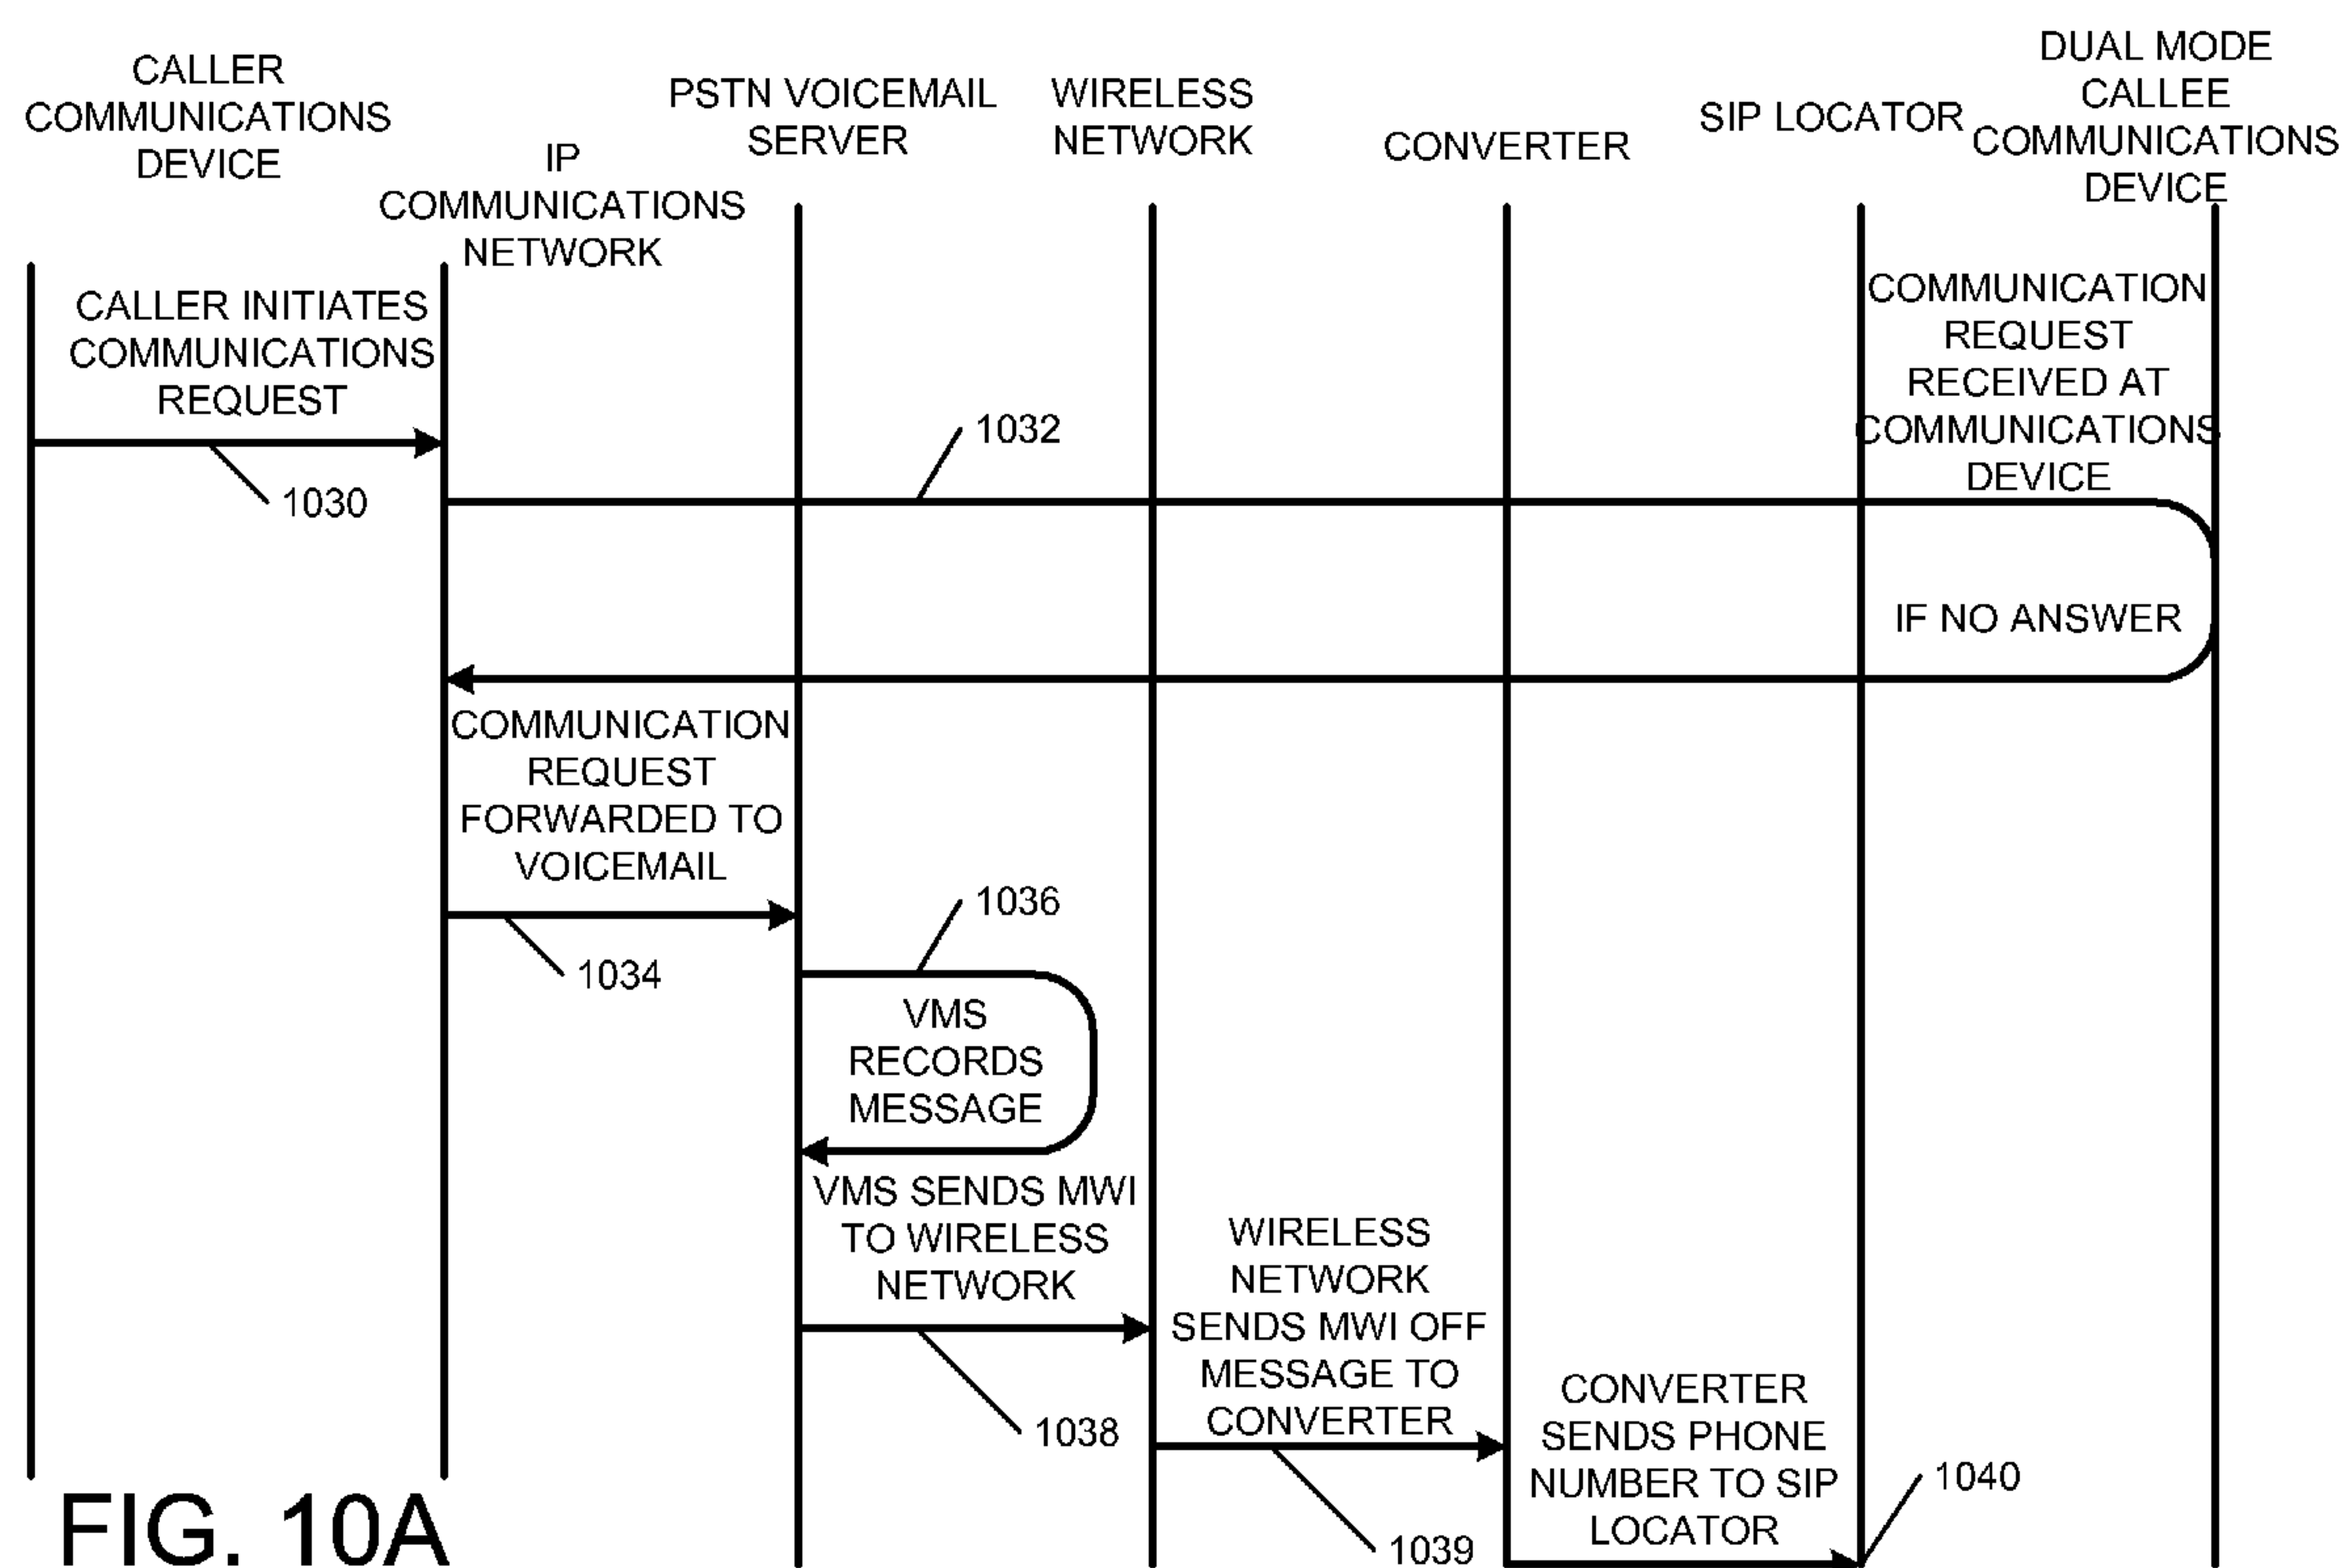 CALLER
COMMUNICATIONS
DEVICE
IP
COMMUNICATIONS
NETWORK
PSTN VOICEMAIL
SERVER
WIRELESS
NETWORK
CONVERTER
SIP LOCATOR
DUAL MODE
CALLEE
COMMUNICATIONS
DEVICE
CALLER INITIATES
COMMUNICATIONS
REQUEST
1030
1032
COMMUNICATION
REQUEST
RECEIVED AT
COMMUNICATIONS
DEVICE
IF NO ANSWER
COMMUNICATION
REQUEST
FORWARDED TO
VOICEMAIL
1034
1036
VMS
RECORDS
MESSAGE
VMS SENDS MWI
TO WIRELESS
NETWORK
1038
WIRELESS
NETWORK
SENDS MWI OFF
MESSAGE TO
CONVERTER
1039
CONVERTER
SENDS PHONE
NUMBER TO SIP
LOCATOR
1040
FIG. 10A